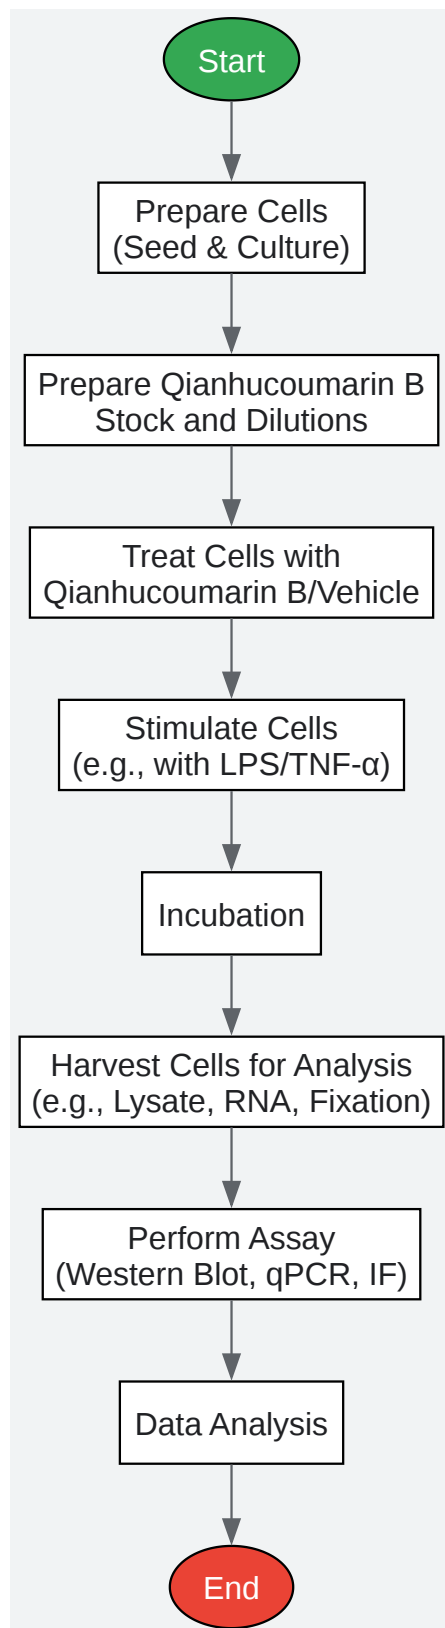 Start
Prepare Cells
(Seed & Culture)
Prepare Qianhucoumarin B
Stock and Dilutions
Treat Cells with
Qianhucoumarin B/Vehicle
Stimulate Cells
(e.g., with LPS/TNF-α)
Incubation
Harvest Cells for Analysis
(e.g., Lysate, RNA, Fixation)
Perform Assay
(Western Blot, qPCR, IF)
Data Analysis
End